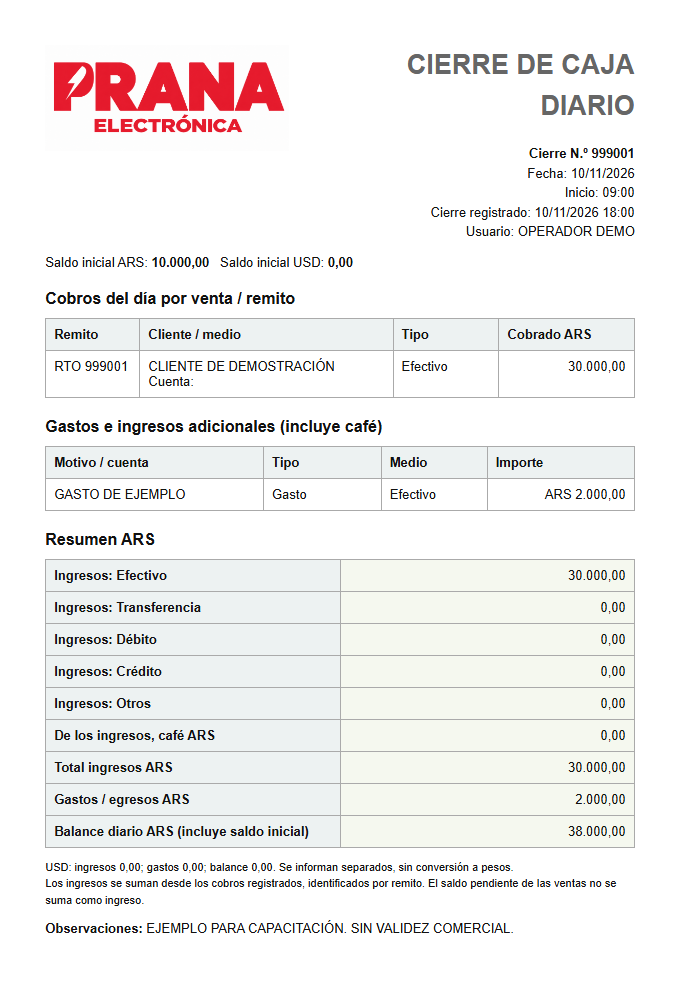 PRANA
ELECTRÓNICA
CIERRE DE CAJA
DIARIO
Cierre N.º 999001
Fecha: 10/11/2026
Inicio: 09:00
Cierre registrado: 10/11/2026 18:00
Usuario: OPERADOR DEMO
Saldo inicial ARS: 10.000,00 Saldo inicial USD: 0,00
Cobros del día por venta / remito
Remito Cliente / medio Tipo Cobrado ARS
RTO 999001 CLIENTE DE DEMOSTRACIÓN Efectivo 30.000,00
Cuenta:
Gastos e ingresos adicionales (incluye café)
Motivo / cuenta Tipo Medio Importe
GASTO DE EJEMPLO Gasto Efectivo ARS 2.000,00
Resumen ARS
Ingresos: Efectivo 30.000,00
Ingresos: Transferencia 0,00
Ingresos: Débito 0,00
Ingresos: Crédito 0,00
Ingresos: Otros 0,00
De los ingresos, café ARS 0,00
Total ingresos ARS 30.000,00
Gastos / egresos ARS 2.000,00
Balance diario ARS (incluye saldo inicial) 38.000,00
USD: ingresos 0,00; gastos 0,00; balance 0,00. Se informan separados, sin conversión a pesos.
Los ingresos se suman desde los cobros registrados, identificados por remito. El saldo pendiente de las ventas no se
suma como ingreso.
Observaciones: EJEMPLO PARA CAPACITACIÓN. SIN VALIDEZ COMERCIAL.